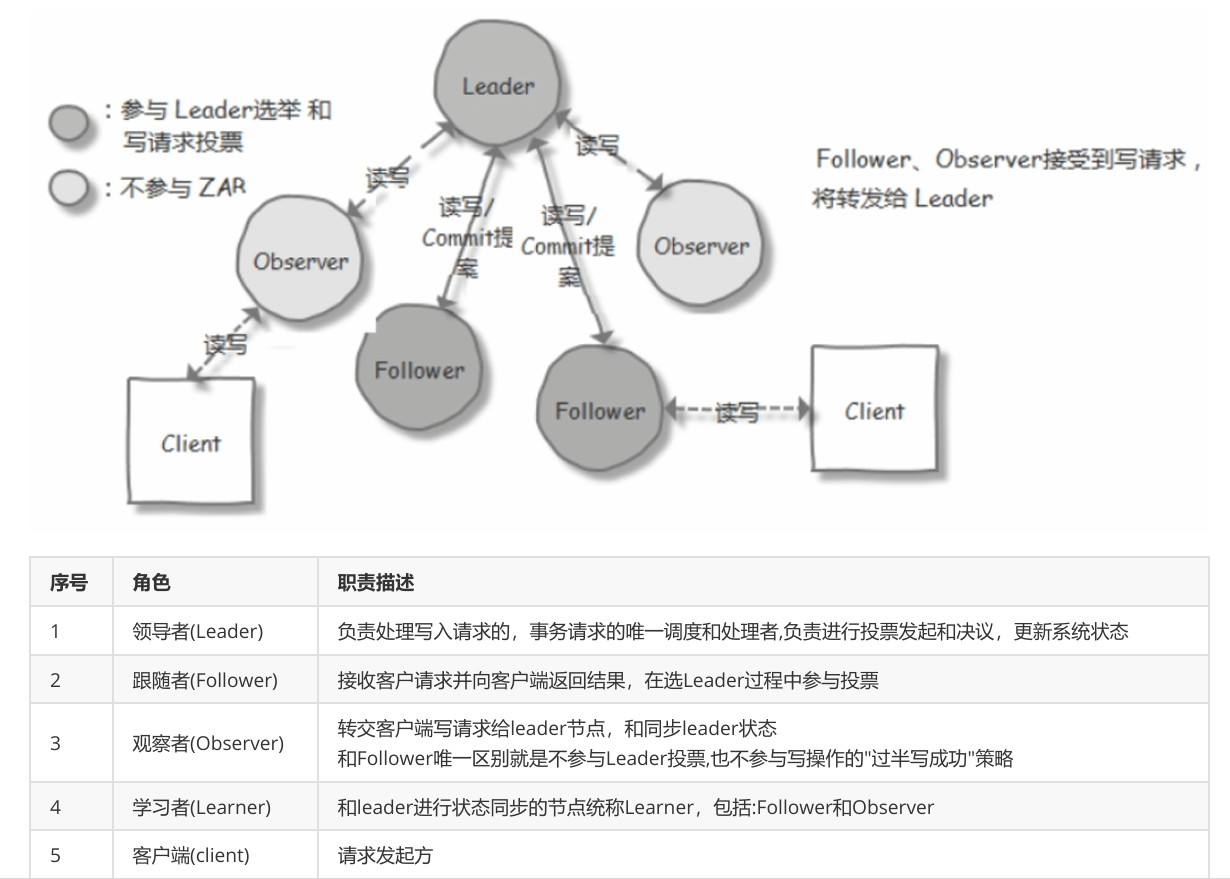 Leader
：参与 Leader选举 和
写请求投票
：不参与 ZAB
Follower、Observer接受到写请求，
将转发给 Leader
读写
读写
读写/
Commit提
案
读写/
Commit提
案
Observer
Observer
读写
Follower
Follower
读写
Client
Client
序号 角色 职责描述
1 领导者(Leader) 负责处理写入请求的，事务请求的唯一调度和处理者,负责进行投票发起和决议，更新系统状态
2 跟随者(Follower) 接收客户请求并向客户端返回结果，在选Leader过程中参与投票
3 观察者(Observer) 转交客户端写请求给leader节点，和同步leader状态
和Follower唯一区别就是不参与Leader投票,也不参与写操作的"过半写成功"策略
4 学习者(Learner) 和leader进行状态同步的节点统称Learner，包括:Follower和Observer
5 客户端(client) 请求发起方